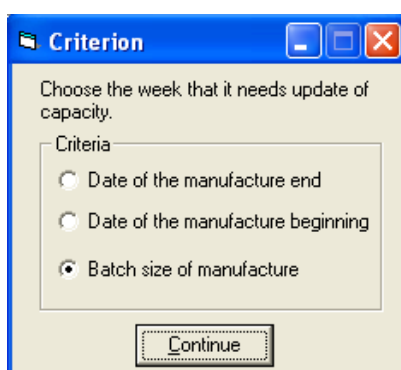 Criterion
Choose the week that it needs update of
capacity.
Criteria
Date of the manufacture end
Date of the manufacture beginning
Batch size of manufacture
Continue